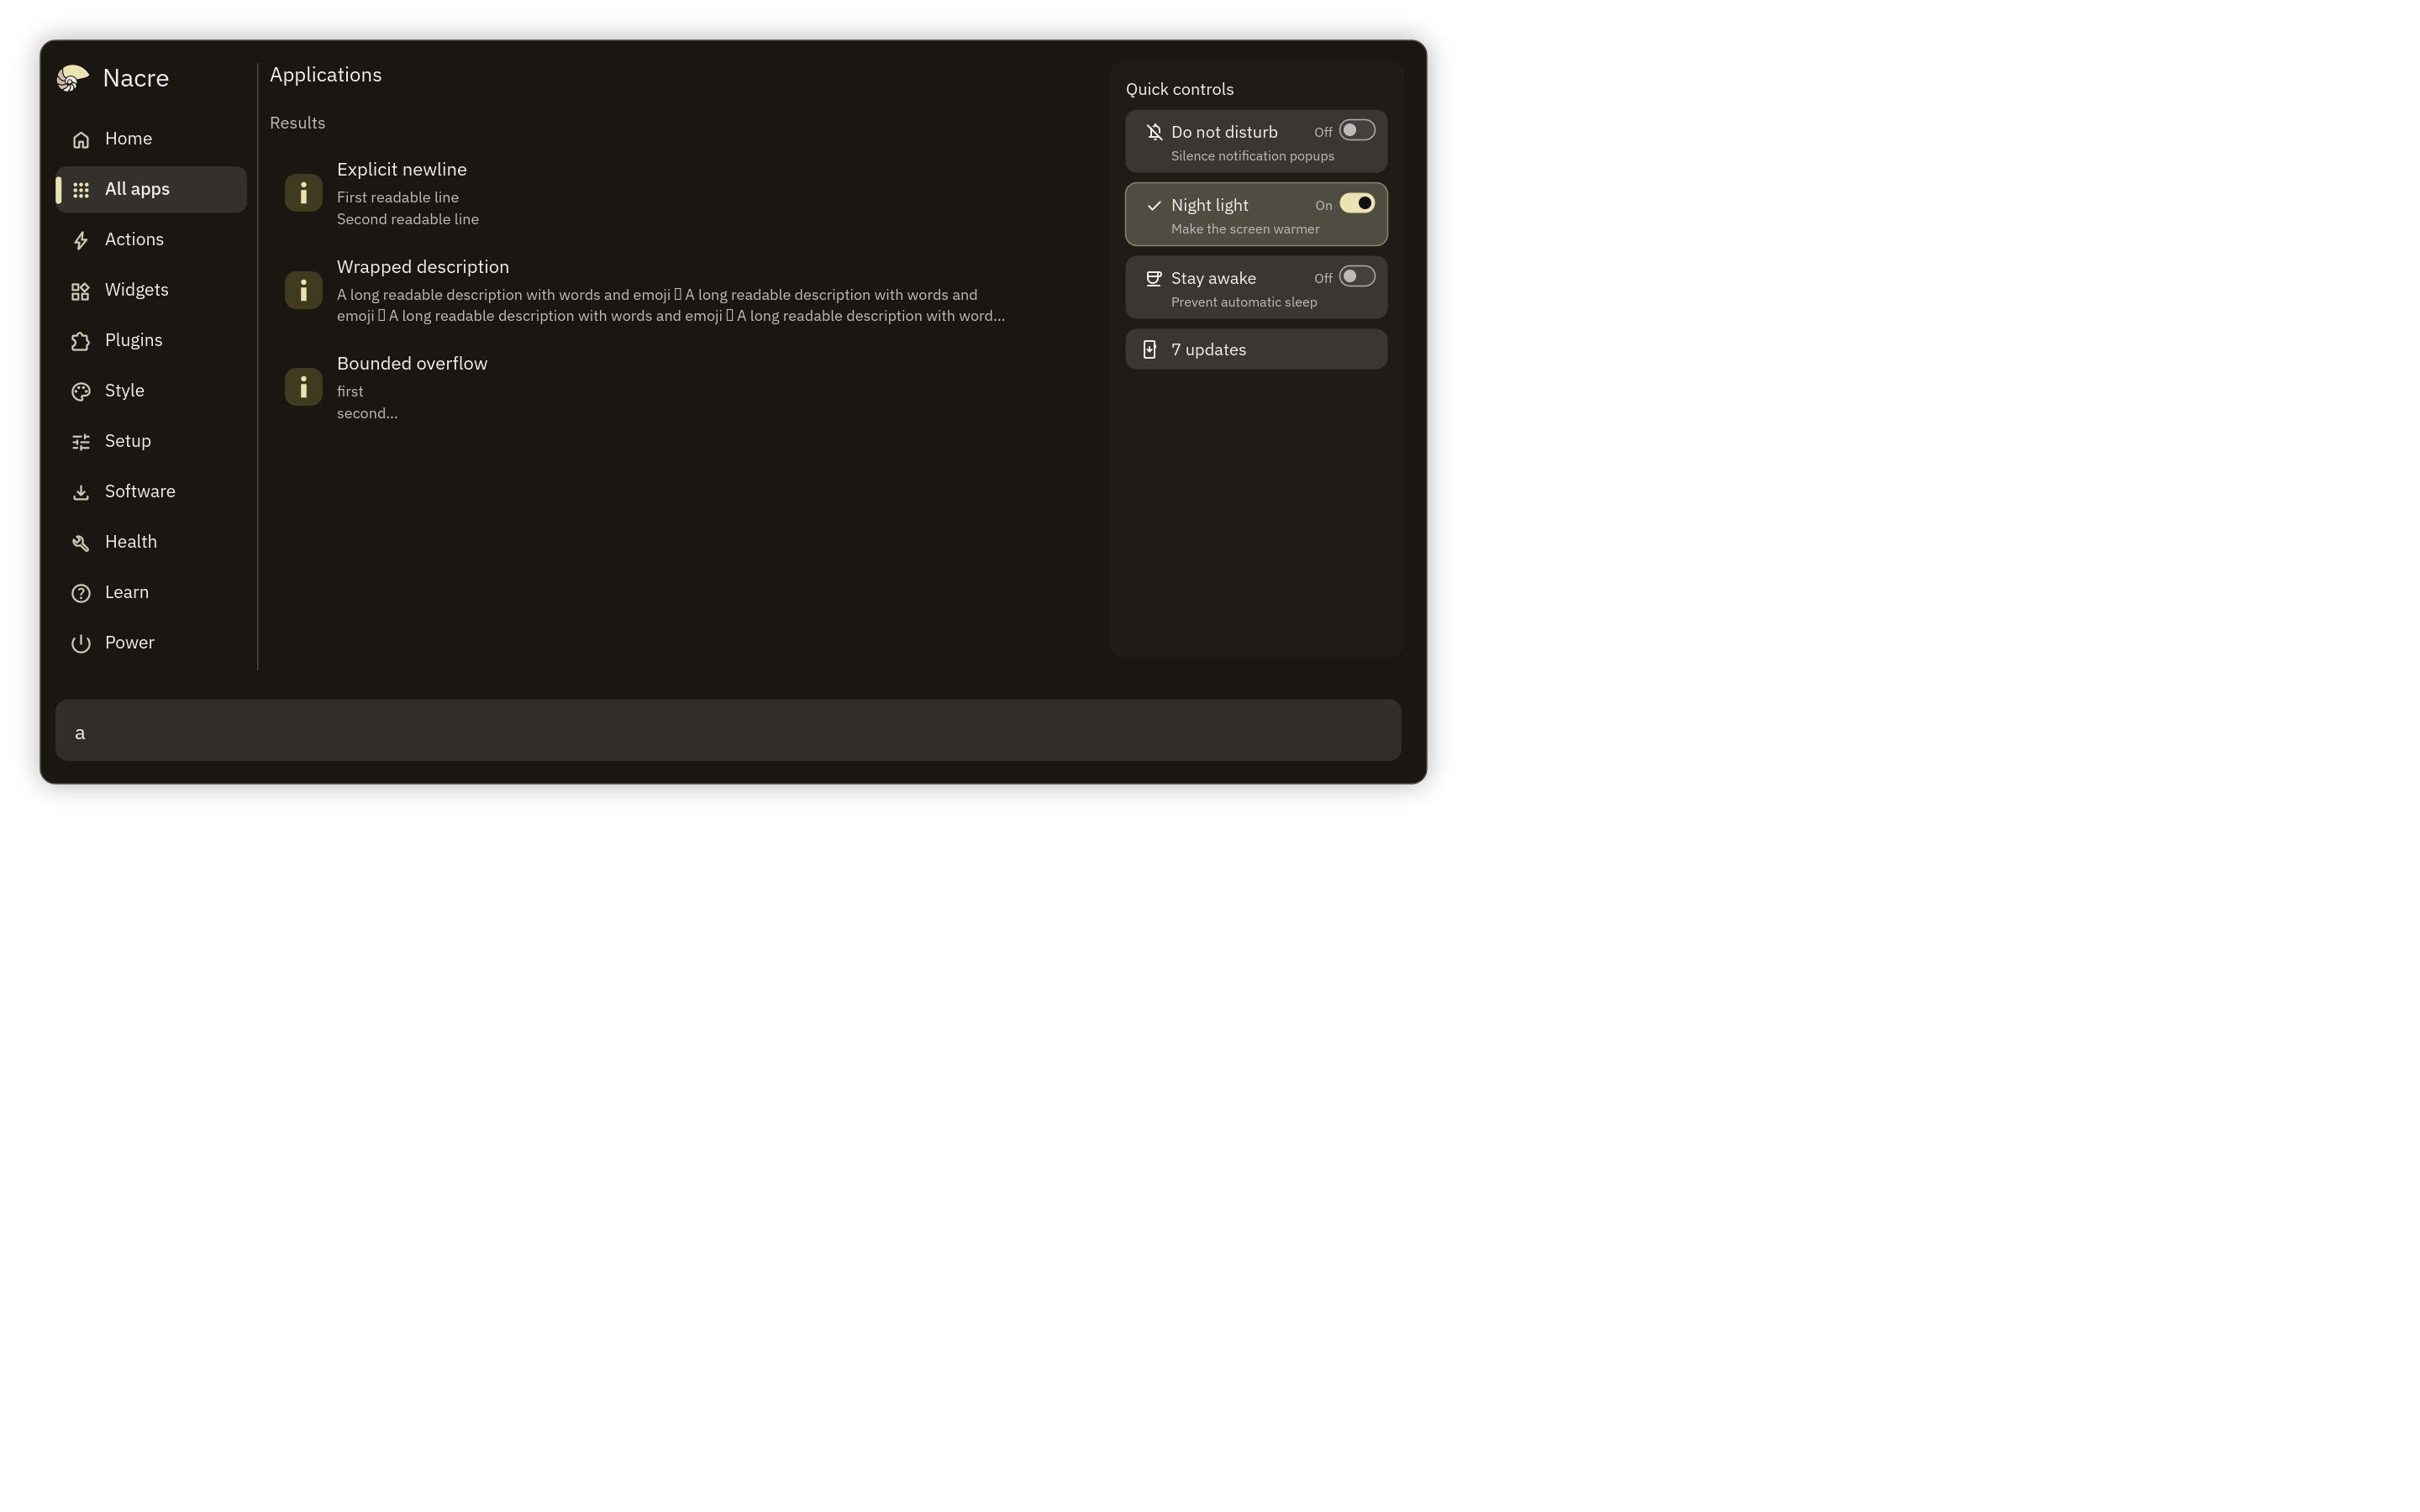 Nacre
Home
All apps
Actions
Widgets
Plugins
Style
Setup
Software
Health
Learn
Power
Applications
Results
Explicit newline
First readable line
Second readable line
Wrapped description
A long readable description with words and emoji ▯ A long readable description with words and
emoji ▯ A long readable description with words and emoji ▯ A long readable description with word...
Bounded overflow
first
second...
Quick controls
Do not disturb Off
Silence notification popups
Night light On
Make the screen warmer
Stay awake Off
Prevent automatic sleep
7 updates
a